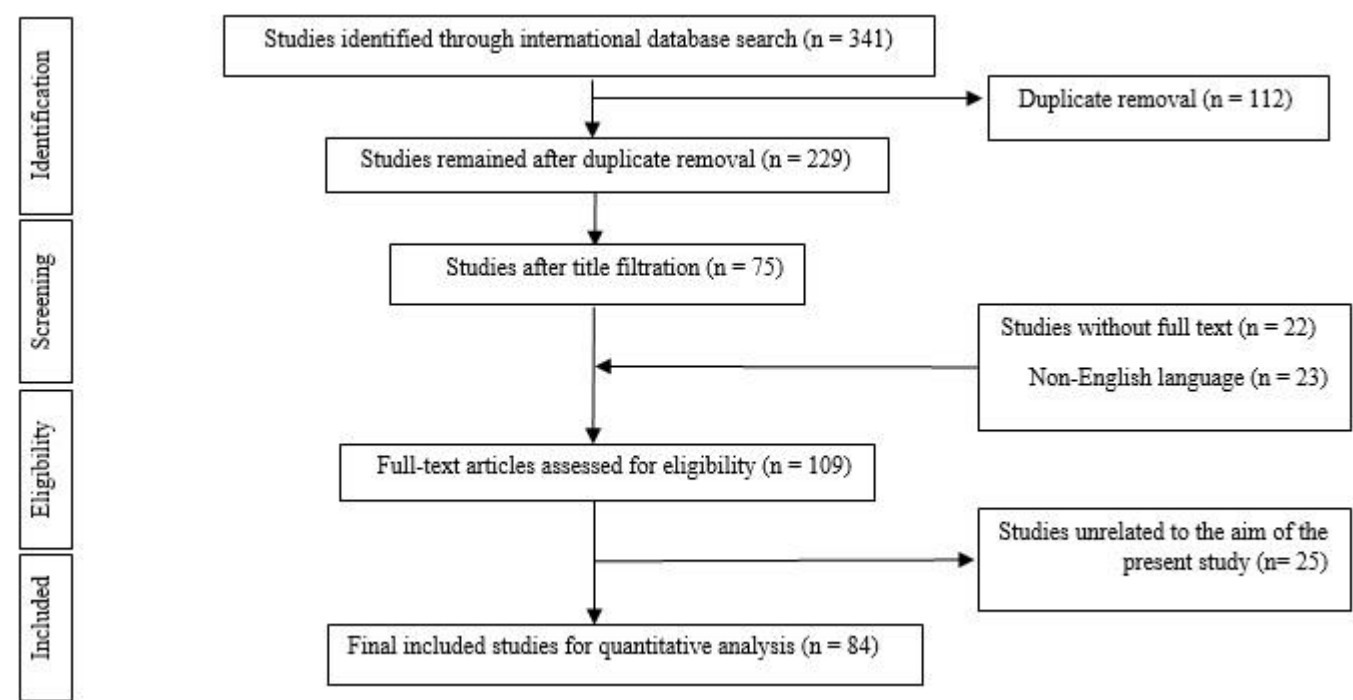 Identification
Studies identified through international database search (n = 341)
Duplicate removal (n = 112)
Studies remained after duplicate removal (n = 229)
Screening
Studies after title filtration (n = 75)
Studies without full text (n = 22)
Non-English language (n = 23)
Eligibility
Full-text articles assessed for eligibility (n = 109)
Studies unrelated to the aim of the
present study (n= 25)
Included
Final included studies for quantitative analysis (n = 84)